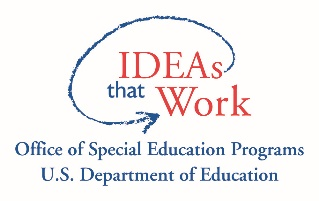 IDEAs
that Work
Office of Special Education Programs
U.S. Department of Education